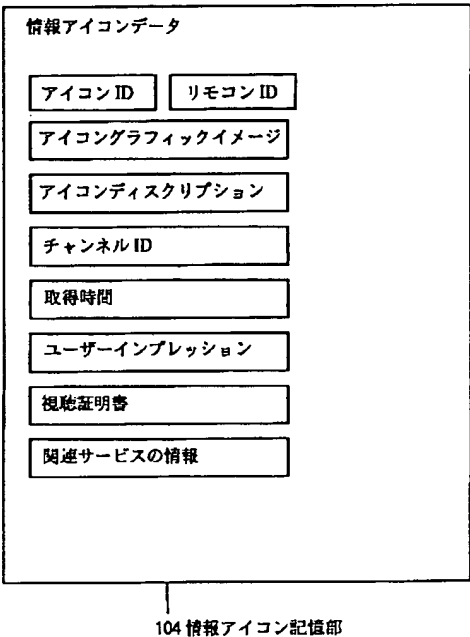 情報アイコンデータ
アイコンID リモコンID
アイコングラフィックイメージ
アイコンディスクリプション
チャンネルID
取得時間
ユーザーインプレッション
視聴証明書
関連サービスの情報
104 情報アイコン記憶部